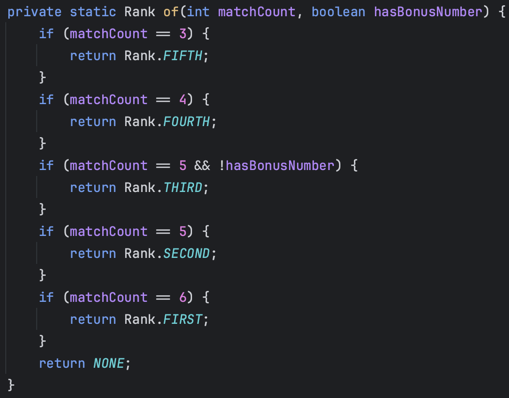 private static Rank of(int matchCount, boolean hasBonusNumber) {
    if (matchCount == 3) {
        return Rank.FIFTH;
    }
    if (matchCount == 4) {
        return Rank.FOURTH;
    }
    if (matchCount == 5 && !hasBonusNumber) {
        return Rank.THIRD;
    }
    if (matchCount == 5) {
        return Rank.SECOND;
    }
    if (matchCount == 6) {
        return Rank.FIRST;
    }
    return NONE;
}